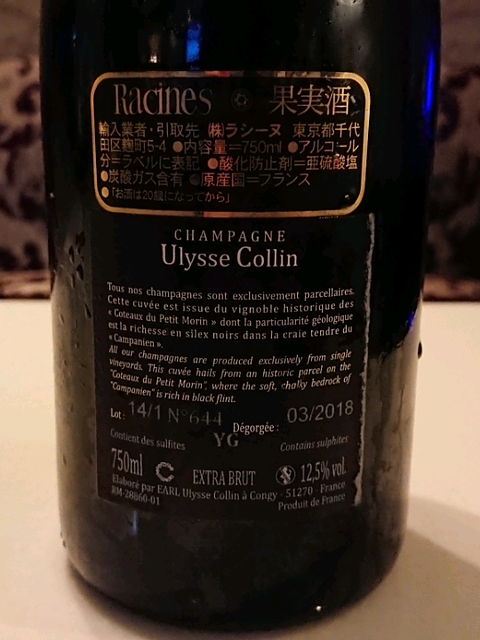 Racines 果実酒
輸入業者・引取先 ㈱ラシーヌ 東京都千代
田区麹町5-4 ●内容量=750ml ●アルコール
分=ラベルに表記 ●酸化防止剤=亜硫酸塩
●炭酸ガス含有 ●原産国=フランス
●「お酒は20歳になってから」
CHAMPAGNE
Ulysse Collin
Tous nos champagnes sont exclusivement parcellaires.
Cette cuvée est issue du vignoble historique des
« Coteaux du Petit Morin » dont la particularité géologique
est la richesse en silex noirs dans la craie tendre du
« Campanien ».
All our champagnes are produced exclusively from single
vineyards. This cuvée hails from an historic parcel on the
"Coteaux du Petit Morin", where the soft, chalky bedrock of
"Campanien" is rich in black flint.
Lot: 14/1 N°644 Dégorgée: 03/2018
Contient des sulfites YG Contains sulphites
750ml EXTRA BRUT 12,5% vol.
Elaboré par EARL Ulysse Collin à Congy - 51270 - France
RM-28860-01 Produit de France